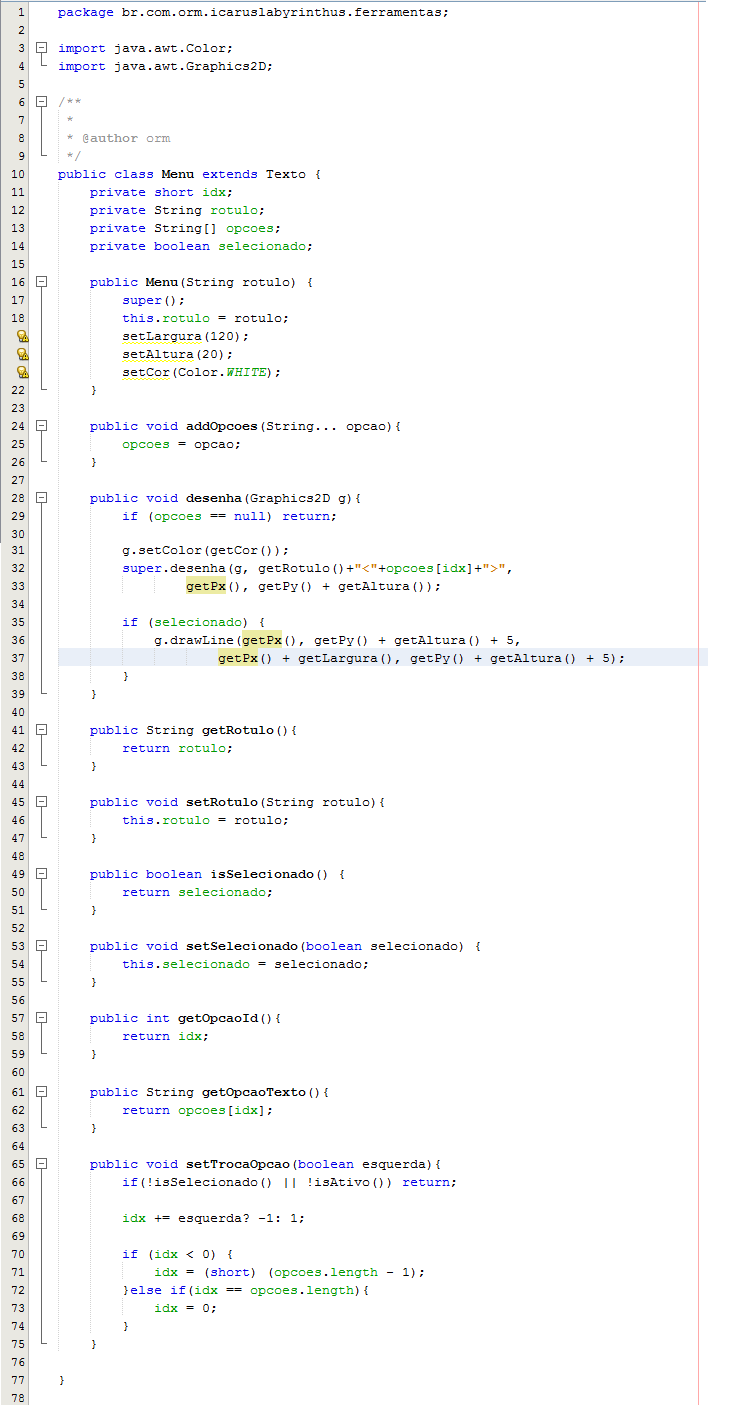 1 package br.com.orm.icaruslabyrinthus.ferramentas;
2
3 import java.awt.Color;
4 import java.awt.Graphics2D;
5
6 /**
7 *
8 * @author orm
9 */
10 public class Menu extends Texto {
11 private short idx;
12 private String rotulo;
13 private String[] opcoes;
14 private boolean selecionado;
15
16 public Menu(String rotulo) {
17 super();
18 this.rotulo = rotulo;
setLargura(120);
setAltura(20);
setCor(Color.WHITE);
22 }
23
24 public void addOpcoes(String... opcao){
25 opcoes = opcao;
26 }
27
28 public void desenha(Graphics2D g){
29 if (opcoes == null) return;
30
31 g.setColor(getCor());
32 super.desenha(g, getRotulo()+"<"+opcoes[idx]+">",
33 getPx(), getPy() + getAltura());
34
35 if (selecionado) {
36 g.drawLine(getPx(), getPy() + getAltura() + 5,
37 getPx() + getLargura(), getPy() + getAltura() + 5);
38 }
39 }
40
41 public String getRotulo(){
42 return rotulo;
43 }
44
45 public void setRotulo(String rotulo){
46 this.rotulo = rotulo;
47 }
48
49 public boolean isSelecionado() {
50 return selecionado;
51 }
52
53 public void setSelecionado(boolean selecionado) {
54 this.selecionado = selecionado;
55 }
56
57 public int getOpcaoId(){
58 return idx;
59 }
60
61 public String getOpcaoTexto(){
62 return opcoes[idx];
63 }
64
65 public void setTrocaOpcao(boolean esquerda){
66 if(!isSelecionado() || !isAtivo()) return;
67
68 idx += esquerda? -1: 1;
69
70 if (idx < 0) {
71 idx = (short) (opcoes.length - 1);
72 }else if(idx == opcoes.length){
73 idx = 0;
74 }
75 }
76
77 }
78